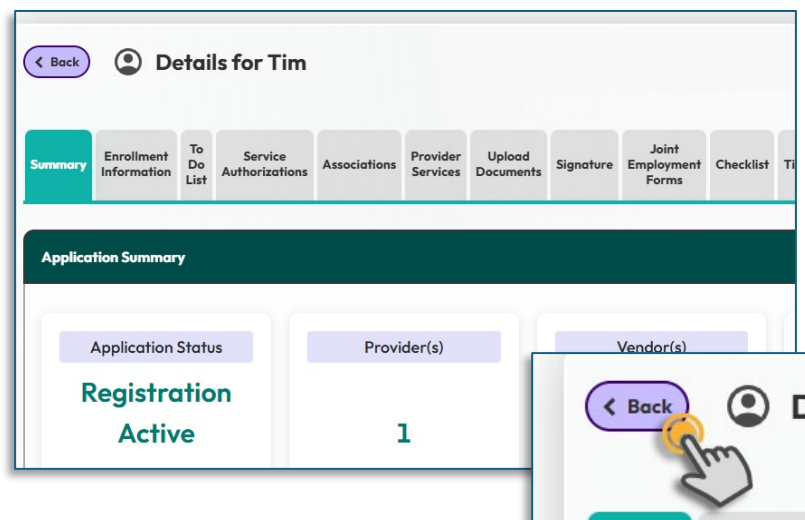 Back
Details for Tim
Summary
Enrollment
Information
To
Do
List
Service
Authorizations
Associations
Provider
Services
Upload
Documents
Signature
Joint
Employment
Forms
Checklist
Ti
Application Summary
Application Status
Registration
Active
Provider(s)
1
Vendor(s)
Back
D